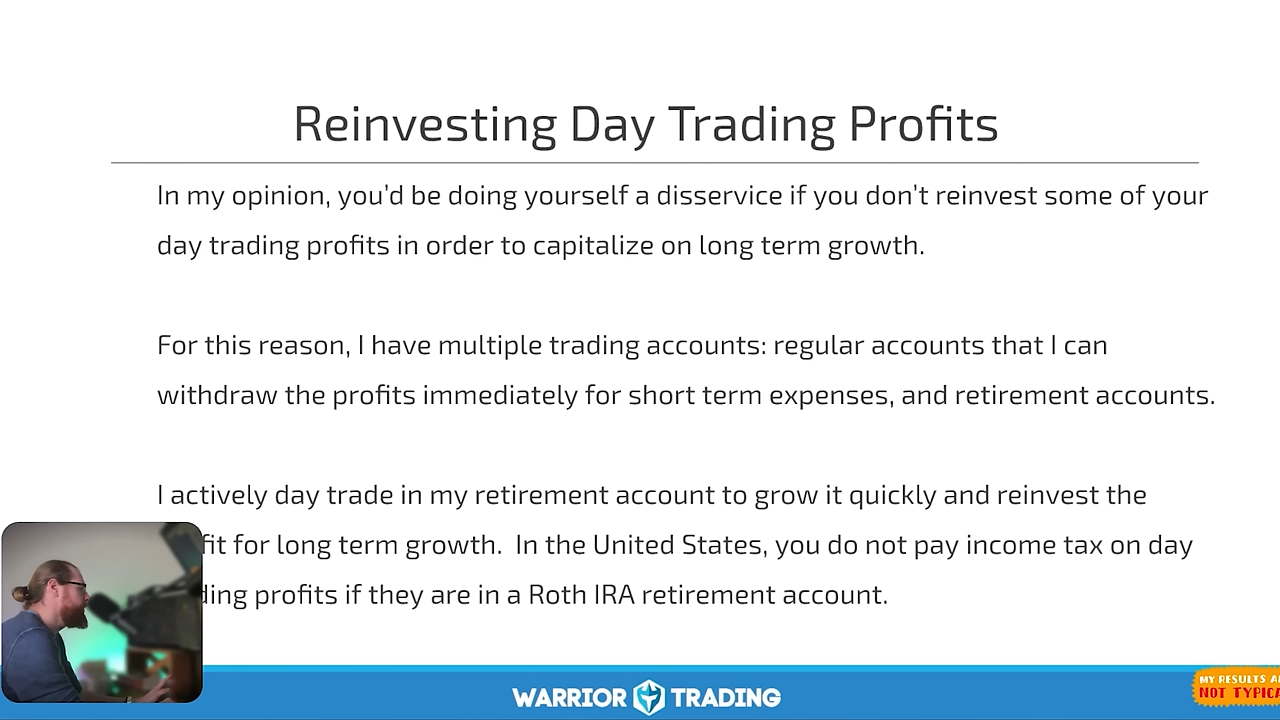 Reinvesting Day Trading Profits
In my opinion, you'd be doing yourself a disservice if you don't reinvest some of your
day trading profits in order to capitalize on long term growth.
For this reason, I have multiple trading accounts: regular accounts that I can
withdraw the profits immediately for short term expenses, and retirement accounts.
I actively day trade in my retirement account to grow it quickly and reinvest the
fit for long term growth. In the United States, you do not pay income tax on day
ding profits if they are in a Roth IRA retirement account.
WARRIOR TRADING
MY RESULTS A
NOT TYPICA